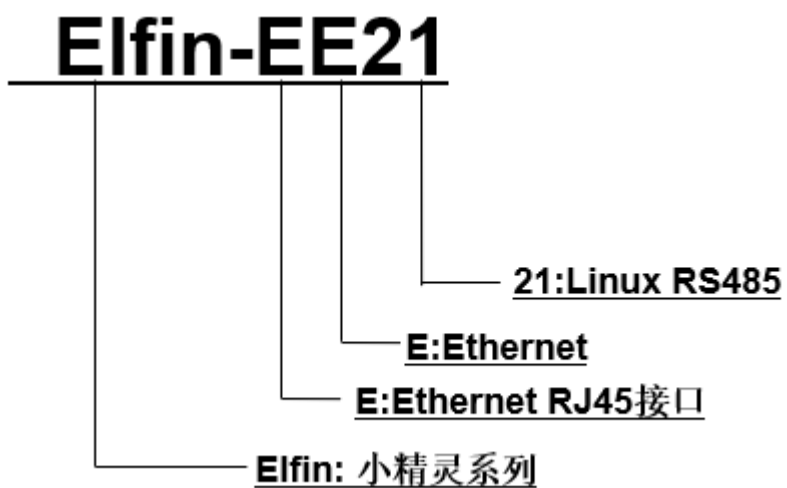 Elfin-EE21
21:Linux RS485
E:Ethernet
E:Ethernet RJ45接口
Elfin: 小精灵系列